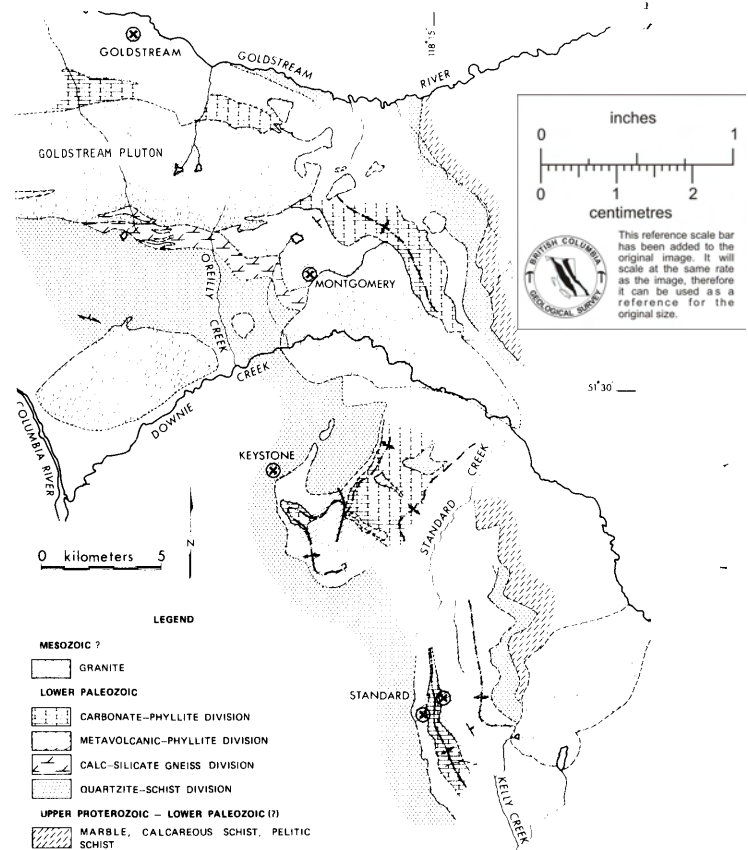 GOLDSTREAM
GOLDSTREAM
RIVER
118°15'
GOLDSTREAM PLUTON
inches
0 1
0 1 2
centimetres
BRITISH COLUMBIA
GEOLOGICAL SURVEY
This reference scale bar
has been added to the
original image. It will
scale at the same rate
as the image, therefore
it can be used as a
reference for the
original size.
OREILLY
CREEK
MONTGOMERY
51°30'
COLUMBIA RIVER
DOWNIE
CREEK
KEYSTONE
STANDARD
CREEK
0 kilometers 5
N
?
LEGEND
MESOZOIC ?
GRANITE
LOWER PALEOZOIC
CARBONATE-PHYLLITE DIVISION
METAVOLCANIC-PHYLLITE DIVISION
CALC-SILICATE GNEISS DIVISION
QUARTZITE-SCHIST DIVISION
UPPER PROTEROZOIC - LOWER PALEOZOIC (?)
MARBLE, CALCAREOUS SCHIST, PELITIC
SCHIST
STANDARD
KELLY CREEK